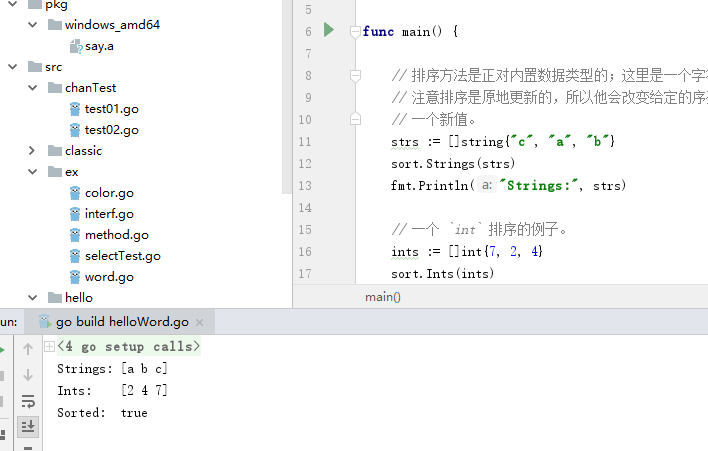 pkg
windows_amd64
say.a
src
chanTest
test01.go
test02.go
classic
ex
color.go
interf.go
method.go
selectTest.go
word.go
hello
5
6 func main() {
7
8 // 排序方法是正对内置数据类型的；这里是一个字
9 // 注意排序是原地更新的，所以他会改变给定的序
10 // 一个新值。
11 strs := []string{"c", "a", "b"}
12 sort.Strings(strs)
13 fmt.Println( a: "Strings:", strs)
14
15 // 一个 `int` 排序的例子。
16 ints := []int{7, 2, 4}
17 sort.Ints(ints)
main()
un: go build helloWord.go
<4 go setup calls>
Strings: [a b c]
Ints: [2 4 7]
Sorted: true